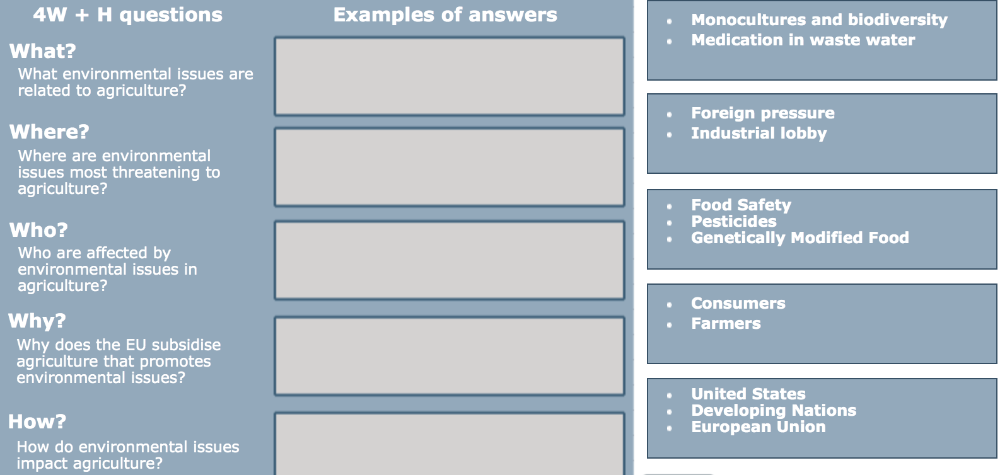 4W + H questions
Examples of answers
What?
What environmental issues are
related to agriculture?
Where?
Where are environmental
issues most threatening to
agriculture?
Who?
Who are affected by
environmental issues in
agriculture?
Why?
Why does the EU subsidise
agriculture that promotes
environmental issues?
How?
How do environmental issues
impact agriculture?
• Monocultures and biodiversity
• Medication in waste water
• Foreign pressure
• Industrial lobby
• Food Safety
• Pesticides
• Genetically Modified Food
• Consumers
• Farmers
• United States
• Developing Nations
• European Union